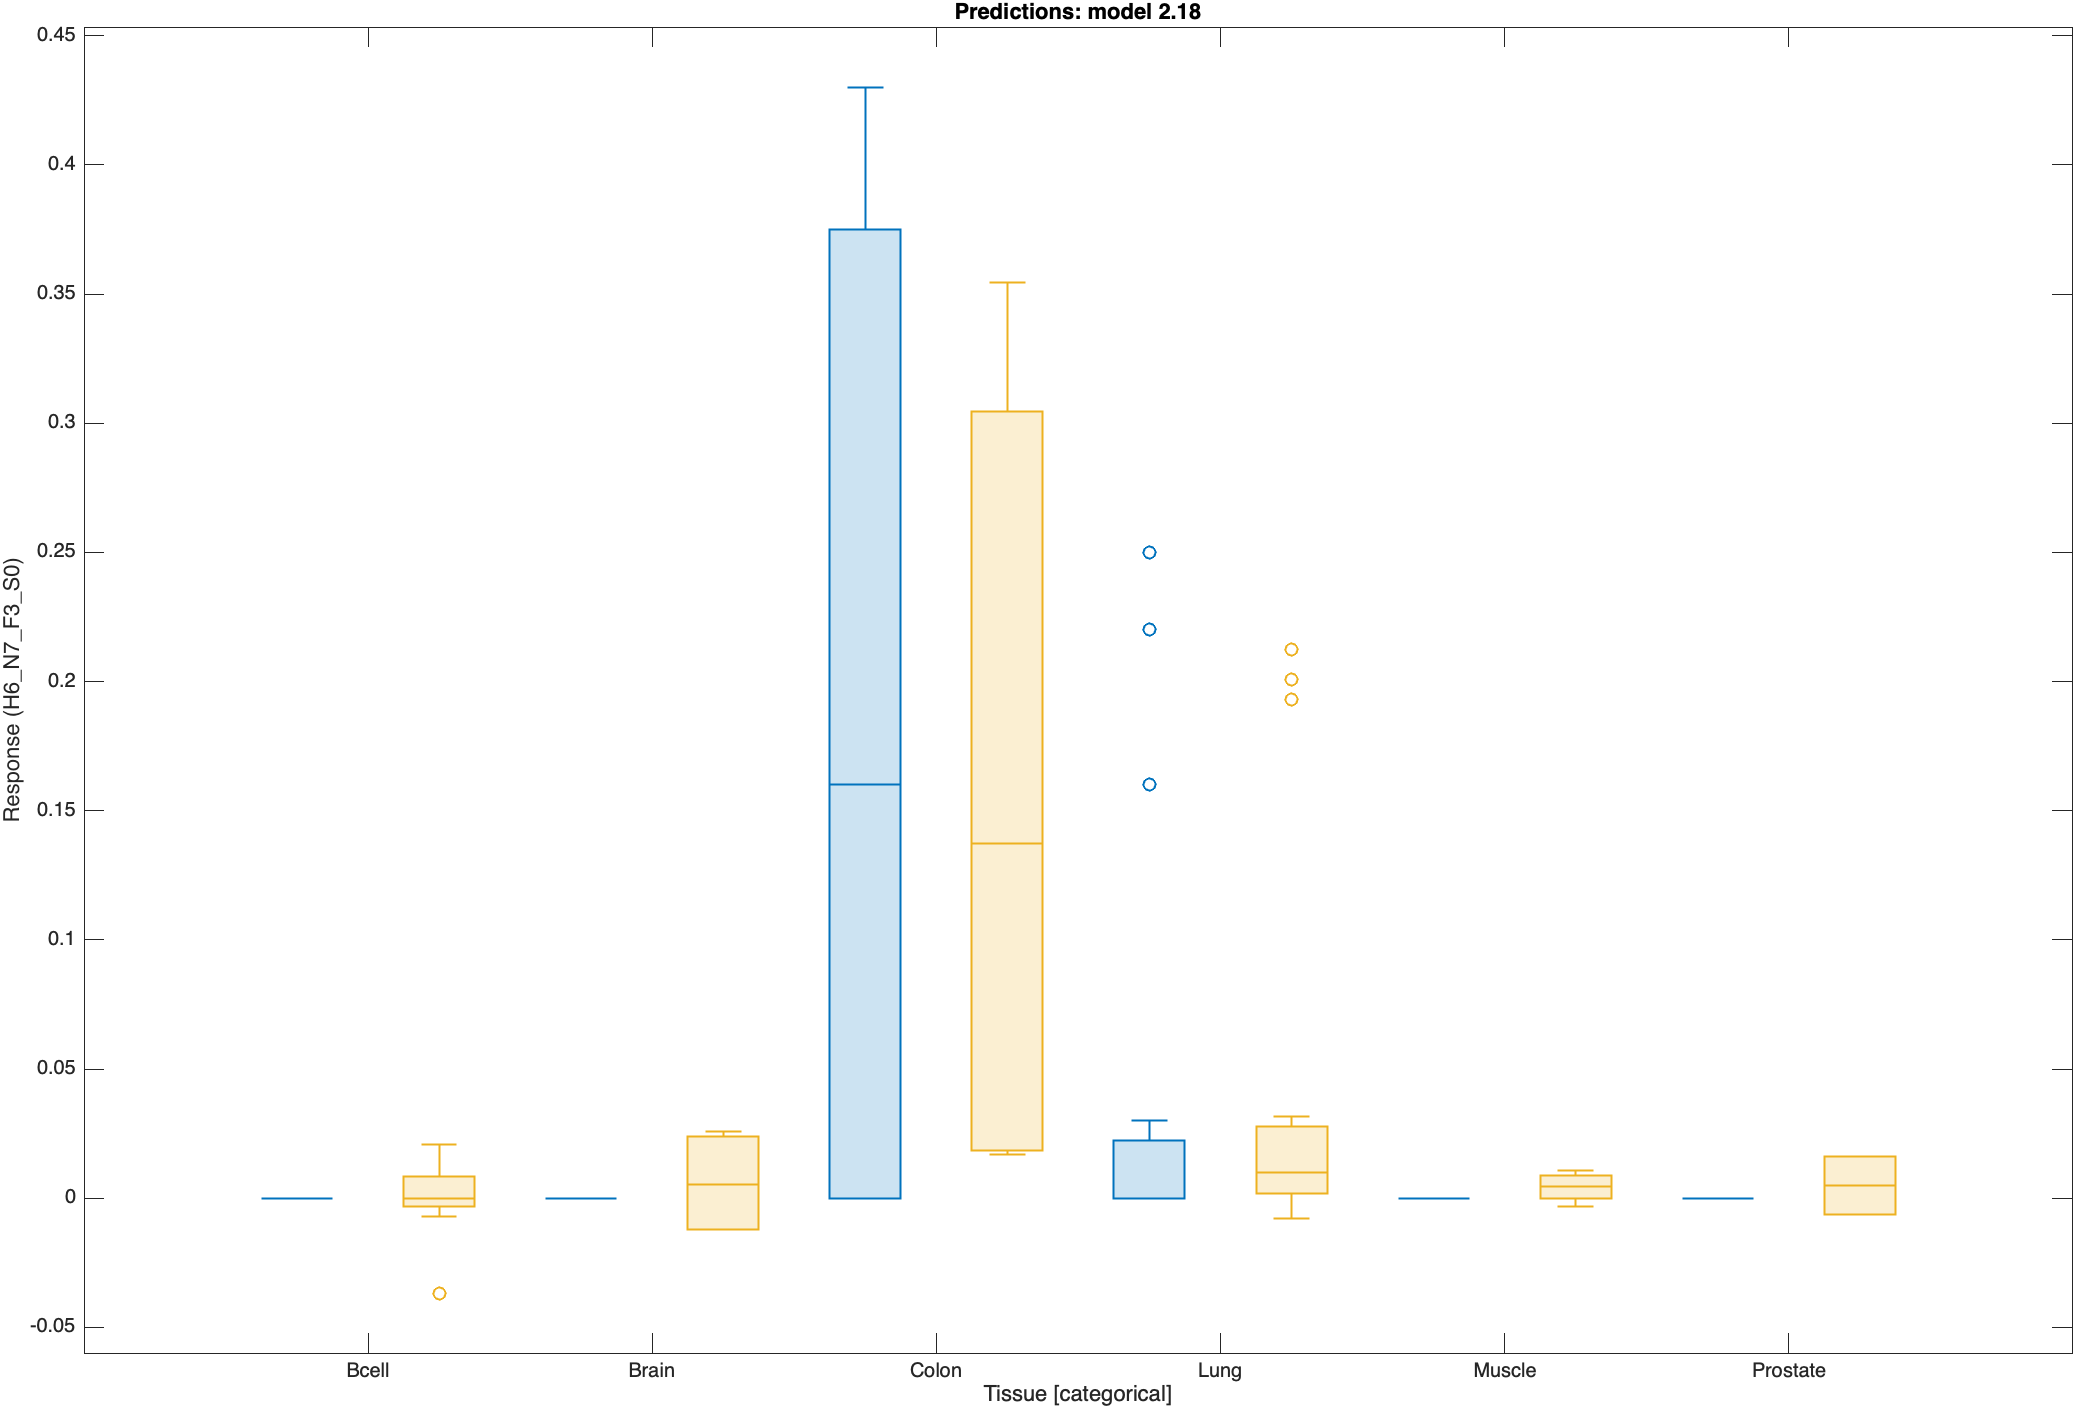 Predictions: model 2.18
0.45
0.4
0.35
0.3
0.25
0.2
0.15
0.1
0.05
0
-0.05
Response (H6_N7_F3_S0)
Bcell Brain Colon Lung Muscle Prostate
Tissue [categorical]